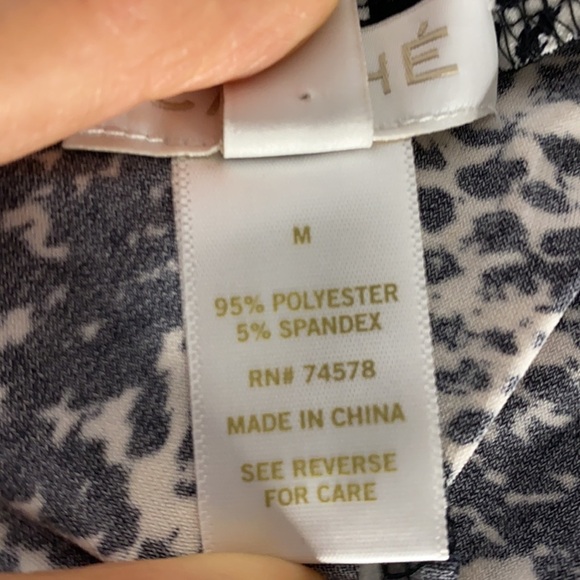 M
95% POLYESTER
5% SPANDEX
RN# 74578
MADE IN CHINA
SEE REVERSE
FOR CARE